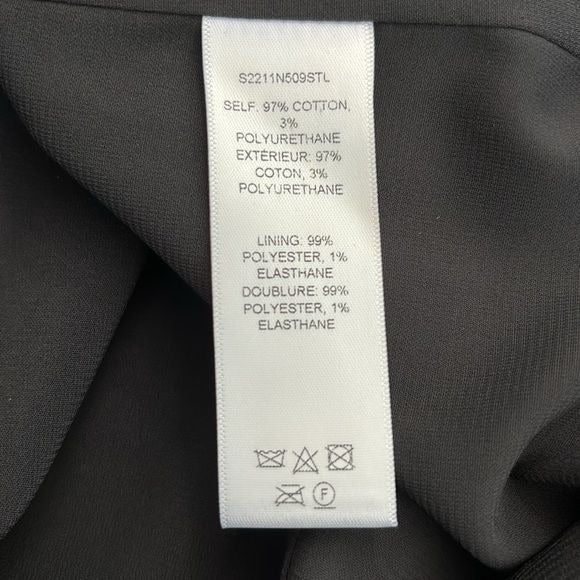 S2211N509STL
SELF: 97% COTTON,
3%
POLYURETHANE
EXTÉRIEUR: 97%
COTON, 3%
POLYURETHANE
LINING: 99%
POLYESTER, 1%
ELASTHANE
DOUBLURE: 99%
POLYESTER, 1%
ELASTHANE
F